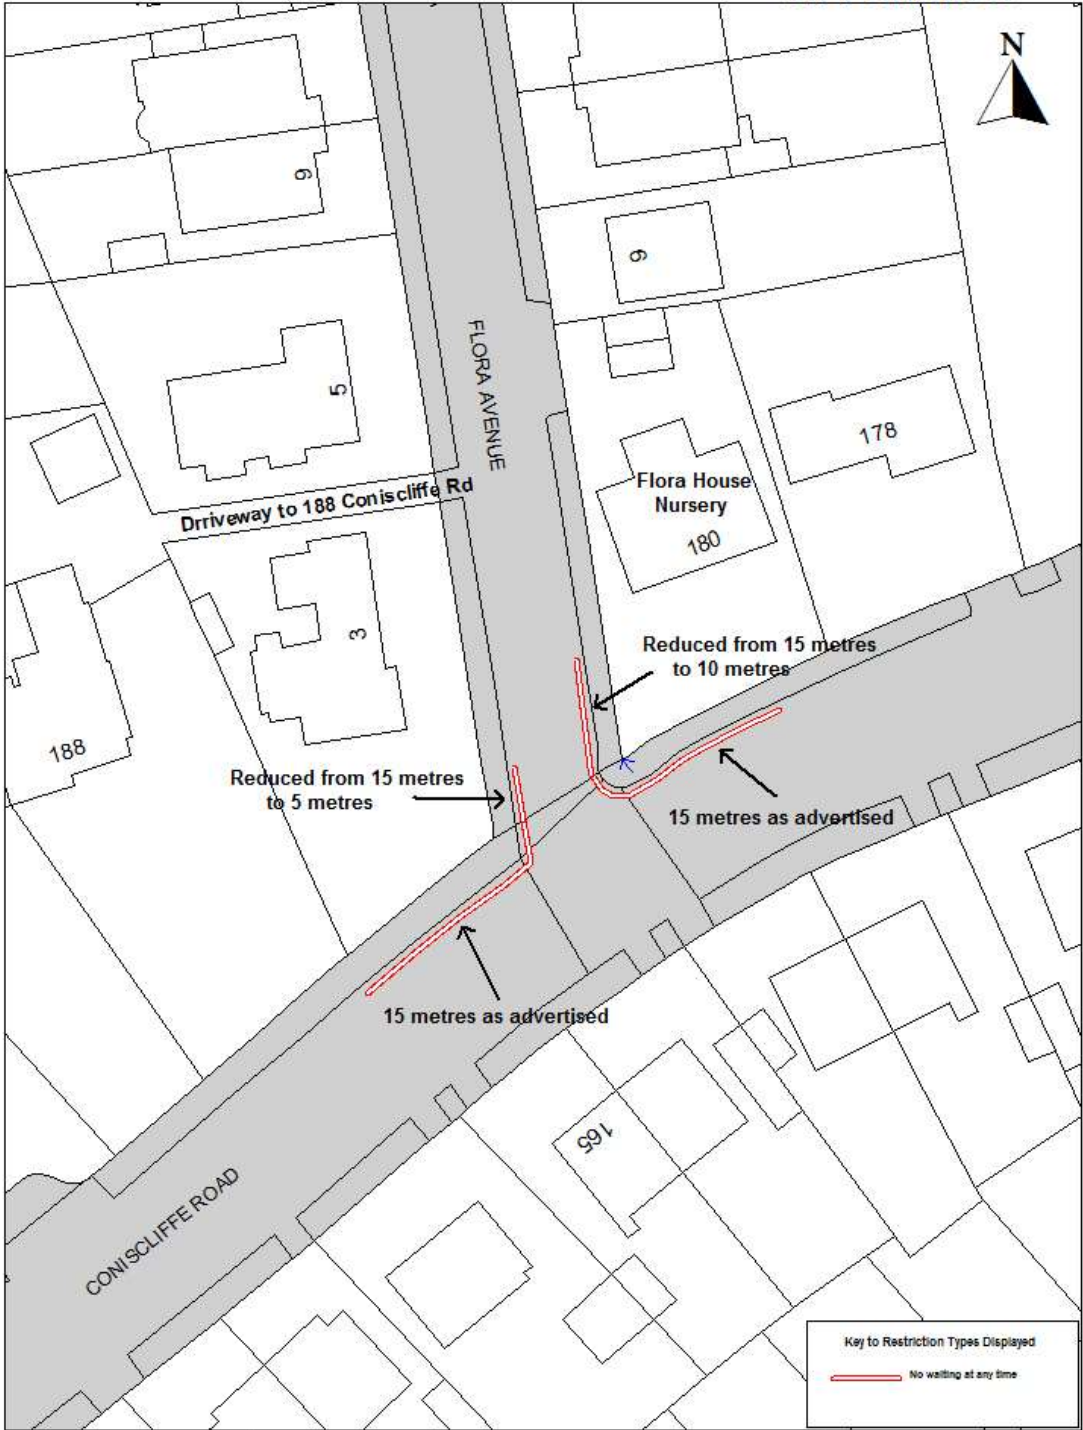 N
9
9
FLORA AVENUE
5
178
Flora House
Nursery
180
Drriveway to 188 Coniscliffe Rd
3
Reduced from 15 metres
to 10 metres
188
Reduced from 15 metres
to 5 metres
15 metres as advertised
15 metres as advertised
165
CONISCLIFFE ROAD
Key to Restriction Types Displayed
No waiting at any time